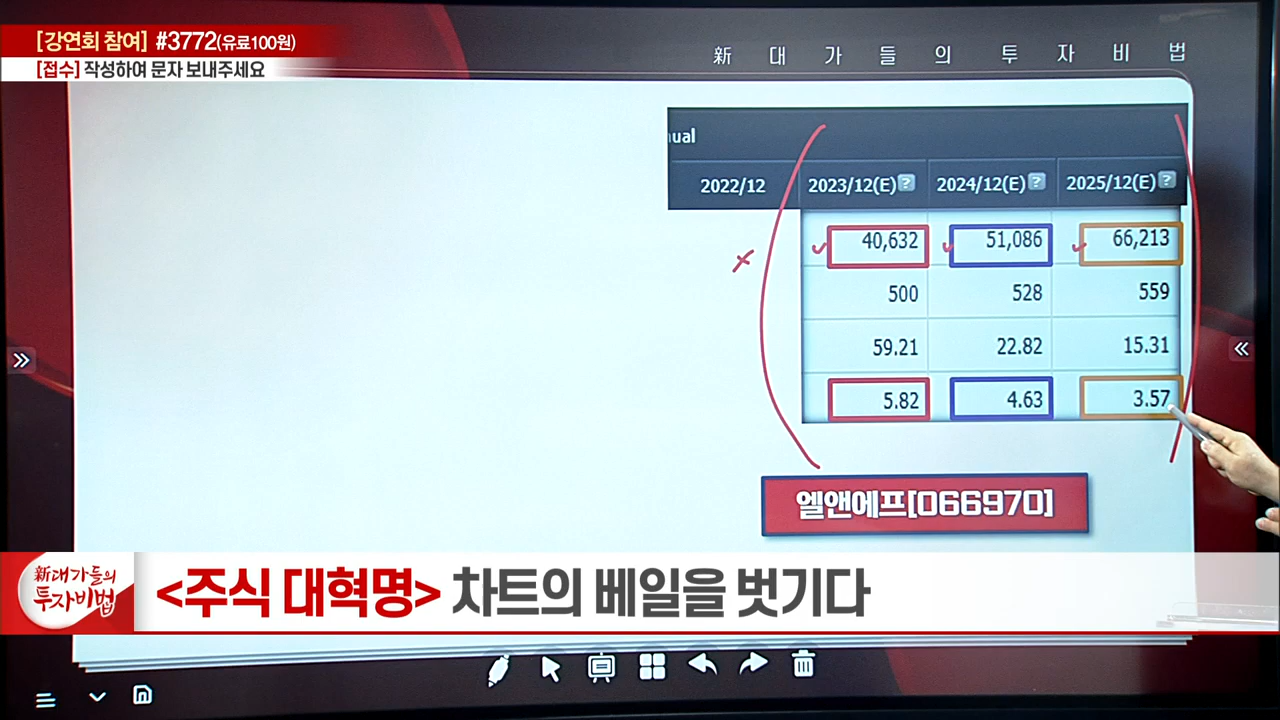 [강연회 참여] #3772(유료100원)
[접수] 작성하여 문자 보내주세요
新 대 가 들 의 투 자 비 법
ual
2022/12 2023/12(E) ? 2024/12(E) ? 2025/12(E) ?
40,632 51,086 66,213
500 528 559
59.21 22.82 15.31
5.82 4.63 3.57
엘앤에프[066970]
新대가들의
투자비법
<주식 대혁명> 차트의 베일을 벗기다